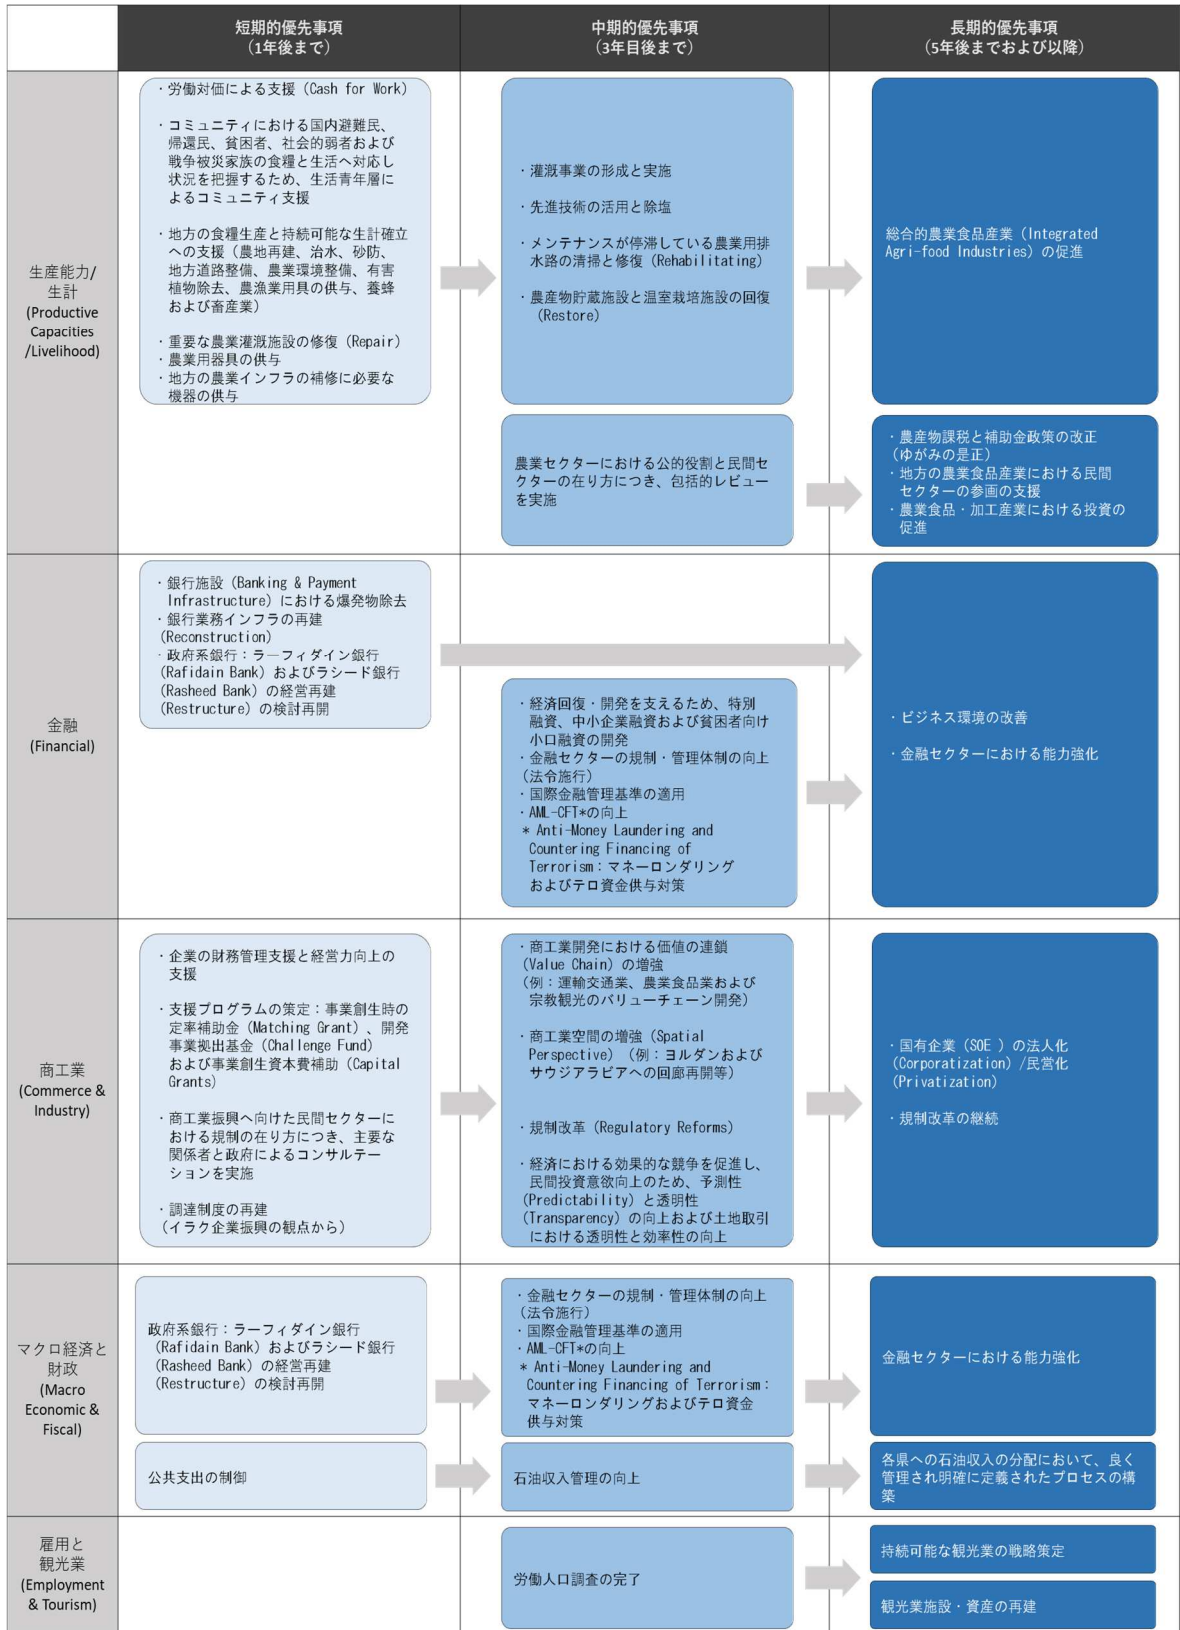 短期的優先事項
（1年後まで）
中期的優先事項
（3年目後まで）
長期的優先事項
（5年後までおよび以降）
生産能力/
生計
(Productive
Capacities
/Livelihood)
・労働対価による支援（Cash for Work）
・コミュニティにおける国内避難民、
帰還民、貧困者、社会的弱者および
戦争被災家族の食糧と生活へ対応し
状況を把握するため、生活青年層に
よるコミュニティ支援
・地方の食糧生産と持続可能な生計確立
への支援（農地再建、治水、砂防、
地方道路整備、農業環境整備、有害
植物除去、農漁業用具の供与、養蜂
および畜産業）
・重要な農業灌漑施設の修復（Repair）
・農業用器具の供与
・地方の農業インフラの補修に必要な
機器の供与
・灌漑事業の形成と実施
・先進技術の活用と除塩
・メンテナンスが停滞している農業用排
水路の清掃と修復（Rehabilitating）
・農産物貯蔵施設と温室栽培施設の回復
（Restore）
総合的農業食品産業（Integrated
Agri-food Industries）の促進
農業セクターにおける公的役割と民間セ
クターの在り方につき、包括的レビュー
を実施
・農産物課税と補助金政策の改正
（ゆがみの是正）
・地方の農業食品産業における民間
セクターの参画の支援
・農業食品・加工産業における投資の
促進
金融
(Financial)
・銀行施設（Banking & Payment
Infrastructure）における爆発物除去
・銀行業務インフラの再建
（Reconstruction）
・政府系銀行：ラーフィダイン銀行
（Rafidain Bank）およびラシード銀行
（Rasheed Bank）の経営再建
（Restructure）の検討再開
・経済回復・開発を支えるため、特別
融資、中小企業融資および貧困者向け
小口融資の開発
・金融セクターの規制・管理体制の向上
（法令施行）
・国際金融管理基準の適用
・AML-CFT*の向上
* Anti-Money Laundering and
Countering Financing of
Terrorism：マネーロンダリング
およびテロ資金供与対策
・ビジネス環境の改善
・金融セクターにおける能力強化
商工業
(Commerce &
Industry)
・企業の財務管理支援と経営力向上の
支援
・支援プログラムの策定：事業創生時の
定率補助金（Matching Grant）、開発
事業拠出基金（Challenge Fund）
および事業創生資本費補助（Capital
Grants）
・商工業振興へ向けた民間セクターに
おける規制の在り方につき、主要な
関係者と政府によるコンサルテー
ションを実施
・調達制度の再建
（イラク企業振興の観点から）
・商工業開発における価値の連鎖
（Value Chain）の増強
（例：運輸交通業、農業食品業および
宗教観光のバリューチェーン開発）
・商工業空間の増強（Spatial
Perspective）（例：ヨルダンおよび
サウジアラビアへの回廊再開等）
・規制改革（Regulatory Reforms）
・経済における効果的な競争を促進し、
民間投資意欲向上のため、予測性
（Predictability）と透明性
（Transparency）の向上および土地取引
における透明性と効率性の向上
・国有企業（SOE ）の法人化
（Corporatization）/民営化
（Privatization）
・規制改革の継続
マクロ経済と
財政
(Macro
Economic &
Fiscal)
政府系銀行：ラーフィダイン銀行
（Rafidain Bank）およびラシード銀行
（Rasheed Bank）の経営再建
（Restructure）の検討再開
・金融セクターの規制・管理体制の向上
（法令施行）
・国際金融管理基準の適用
・AML-CFT*の向上
* Anti-Money Laundering and
Countering Financing of Terrorism：
マネーロンダリングおよびテロ資金
供与対策
金融セクターにおける能力強化
公共支出の制御
石油収入管理の向上
各県への石油収入の分配において、良く
管理され明確に定義されたプロセスの構
築
雇用と
観光業
(Employment
& Tourism)
労働人口調査の完了
持続可能な観光業の戦略策定
観光業施設・資産の再建